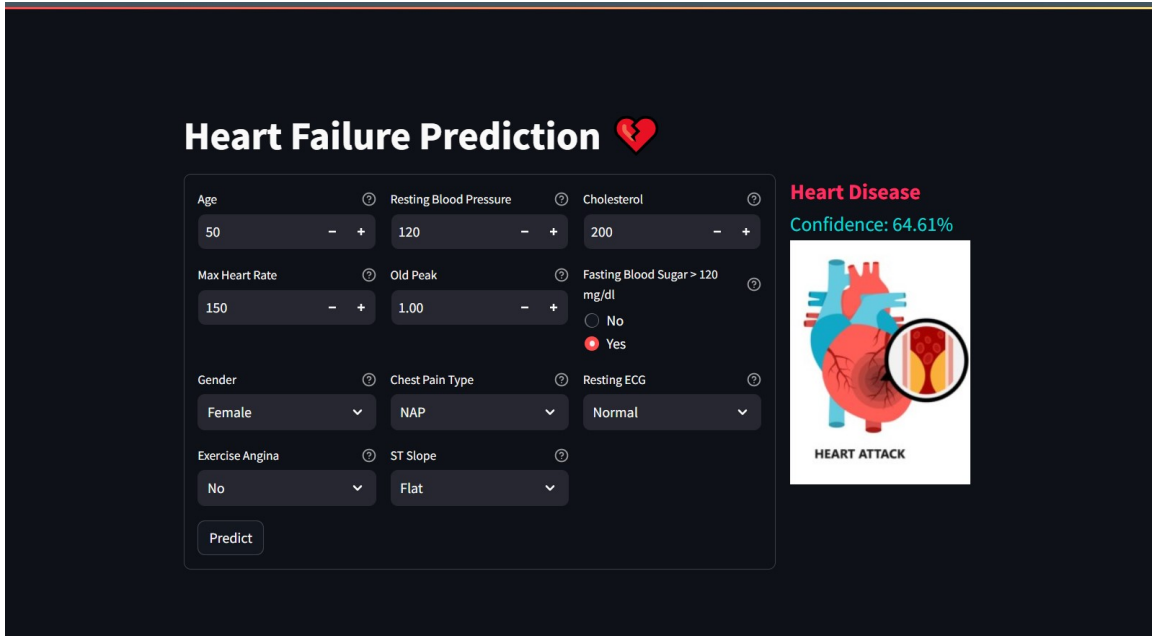 Heart Failure Prediction
Age
Resting Blood Pressure
Cholesterol
50
120
200
Max Heart Rate
Old Peak
Fasting Blood Sugar > 120
mg/dl
150
1.00
No
Yes
Gender
Chest Pain Type
Resting ECG
Female
NAP
Normal
Exercise Angina
ST Slope
No
Flat
Predict
Heart Disease
Confidence: 64.61%
HEART ATTACK